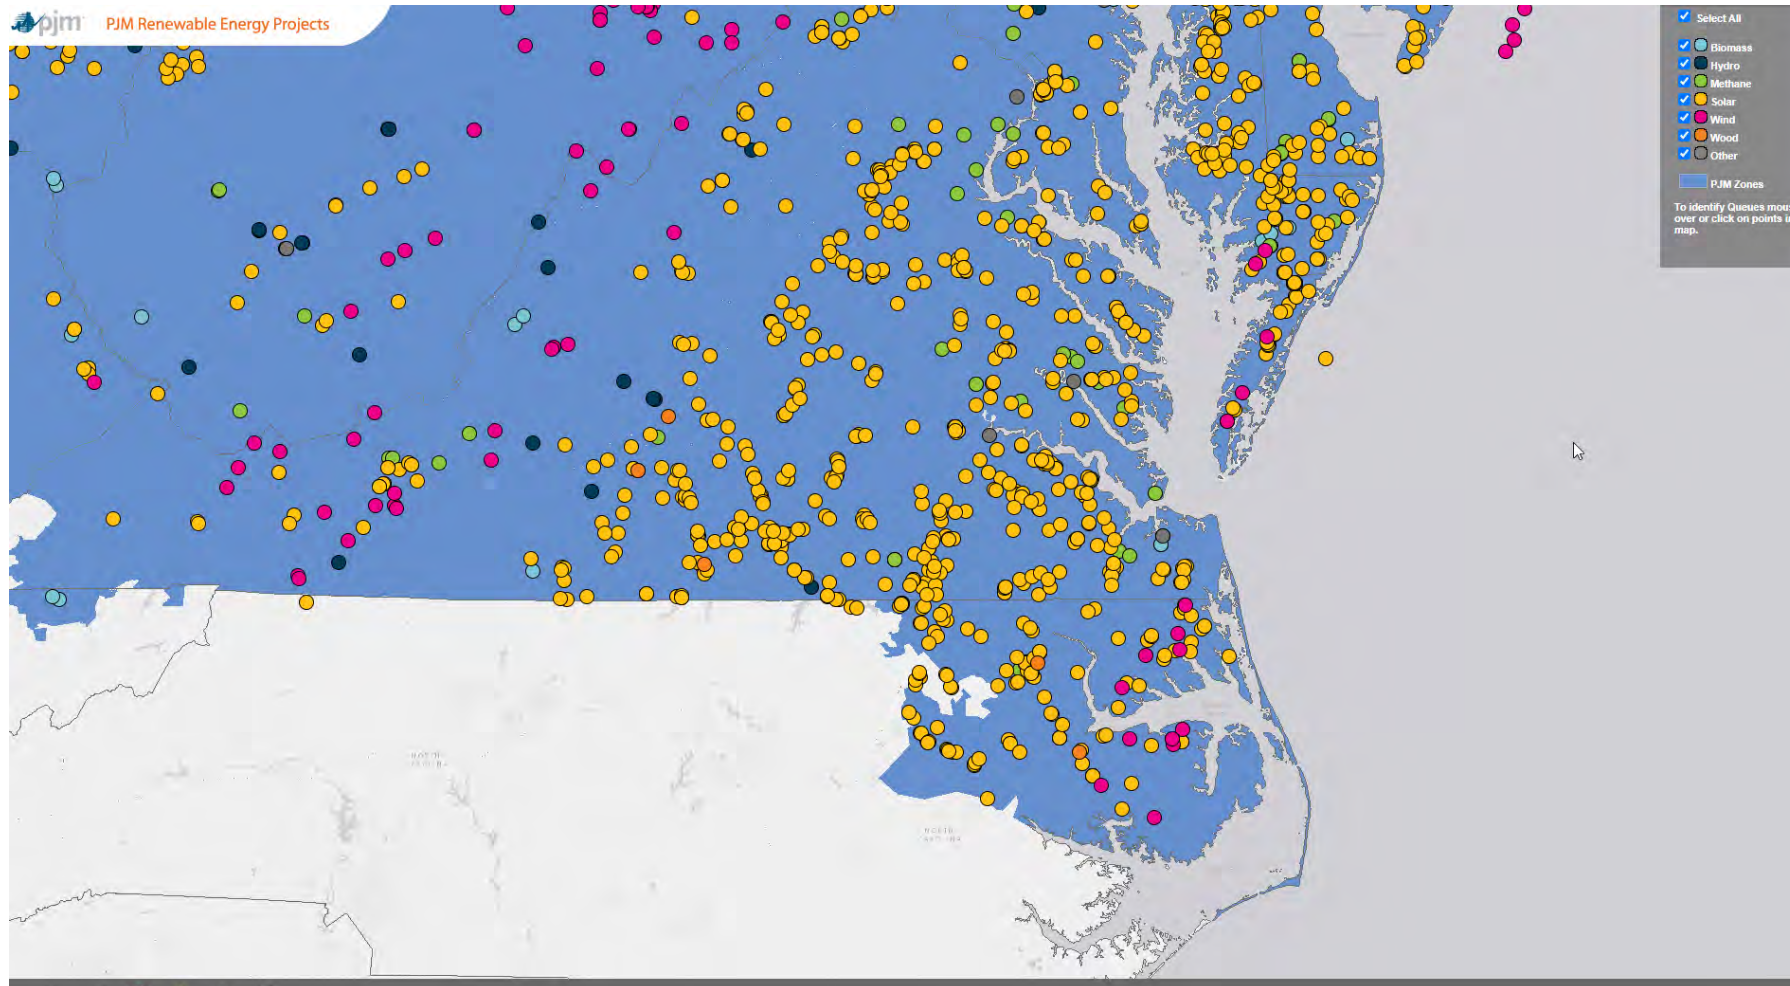 pjm PJM Renewable Energy Projects
Select All
Biomass
Hydro
Methane
Solar
Wind
Wood
Other
PJM Zones
To identify Queues mou
over or click on points i
map.
NORTH